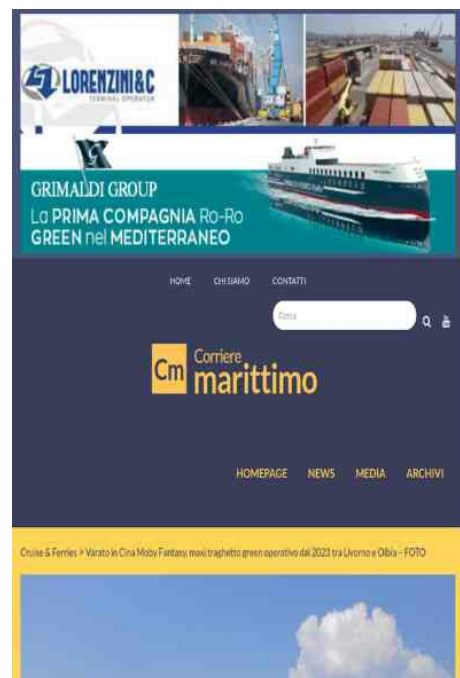 LORENZINI&C
TERMINAL OPERATOR
GRIMALDI GROUP
La PRIMA COMPAGNIA Ro-Ro
GREEN nel MEDITERRANEO
HOME CHI SIAMO CONTATTI
Cerca
Cm Corriere
marittimo
HOMEPAGE NEWS MEDIA ARCHIVI
Cruise & Ferries > Varato in Cina Moby Fantasy, maxi traghetto green operativo dal 2023 tra Livorno e Olbia – FOTO